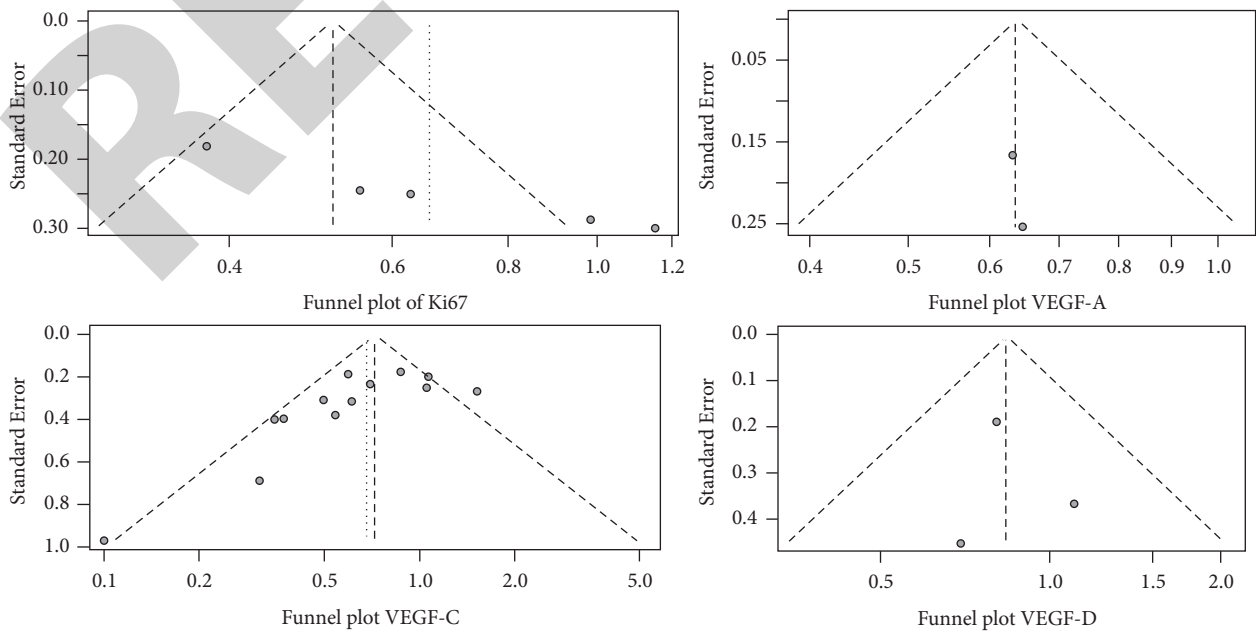 Standard Error
0.0
0.10
0.20
0.30
0.4 0.6 0.8 1.0 1.2
Funnel plot of Ki67
Standard Error
0.05
0.15
0.25
0.4 0.5 0.6 0.7 0.8 0.9 1.0
Funnel plot VEGF-A
Standard Error
0.0
0.2
0.4
0.6
0.8
1.0
0.1 0.2 0.5 1.0 2.0 5.0
Funnel plot VEGF-C
Standard Error
0.0
0.1
0.2
0.3
0.4
0.5 1.0 1.5 2.0
Funnel plot VEGF-D